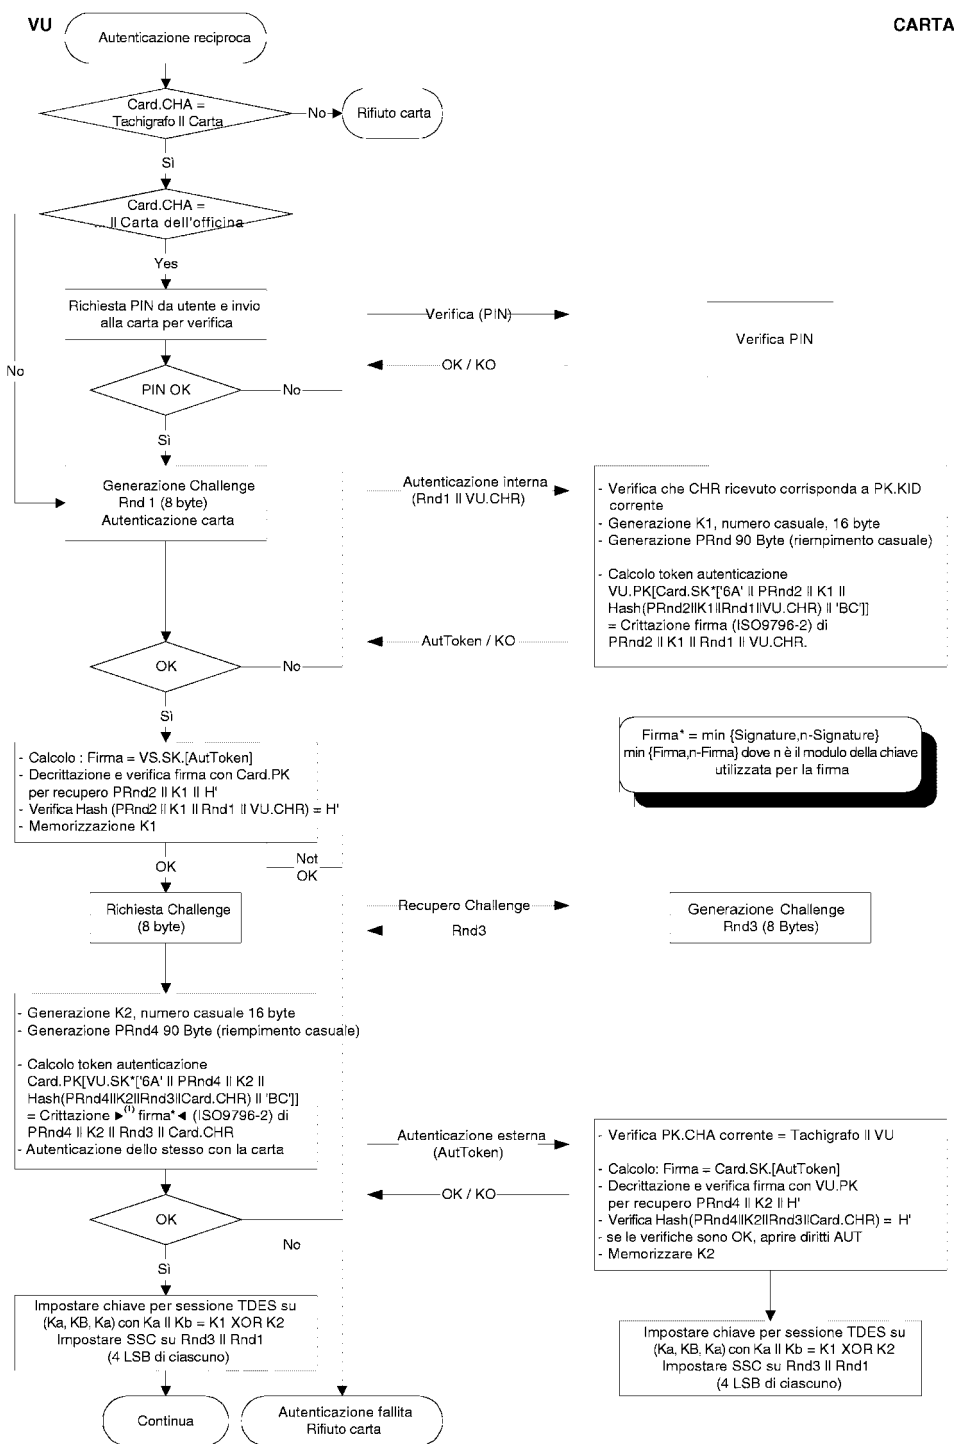 VU
CARTA
Autenticazione reciproca
Card.CHA =
Tachigrafo II Carta
No
Rifiuto carta
Sì
Card.CHA =
... II Carta dell'officina
Yes
No
Richiesta PIN da utente e invio
alla carta per verifica
Verifica (PIN)
Verifica PIN
OK / KO
PIN OK
No
Sì
Generazione Challenge
Rnd 1 (8 byte)
Autenticazione carta
Autenticazione interna
(Rnd1 II VU.CHR)
- Verifica che CHR ricevuto corrisponda a PK.KID
corrente
- Generazione K1, numero casuale, 16 byte
- Generazione PRnd 90 Byte (riempimento casuale)
- Calcolo token autenticazione
VU.PK[Card.SK*['6A' II PRnd2 II K1 II
Hash(PRnd2IIK1IIRnd1IIVU.CHR) II 'BC']]
= Crittazione firma (ISO9796-2) di
PRnd2 II K1 II Rnd1 II VU.CHR.
AutToken / KO
OK
No
Sì
Firma* = min {Signature,n-Signature}
min {Firma,n-Firma} dove n è il modulo della chiave
utilizzata per la firma
- Calcolo : Firma = VS.SK.[AutToken]
- Decrittazione e verifica firma con Card.PK
per recupero PRnd2 II K1 II H'
- Verifica Hash (PRnd2 II K1 II Rnd1 II VU.CHR) = H'
- Memorizzazione K1
OK
Not
OK
Richiesta Challenge
(8 byte)
Recupero Challenge
Rnd3
Generazione Challenge
Rnd3 (8 Bytes)
- Generazione K2, numero casuale 16 byte
- Generazione PRnd4 90 Byte (riempimento casuale)
- Calcolo token autenticazione
Card.PK[VU.SK*['6A' II PRnd4 II K2 II
Hash(PRnd4IIK2IIRnd3IICard.CHR) II 'BC']]
= Crittazione ►(1) firma* ◄ (ISO9796-2) di
PRnd4 II K2 II Rnd3 II Card.CHR
- Autenticazione dello stesso con la carta
Autenticazione esterna
(AutToken)
OK / KO
- Verifica PK.CHA corrente = Tachigrafo II VU
- Calcolo: Firma = Card.SK.[AutToken]
- Decrittazione e verifica firma con VU.PK
per recupero PRnd4 II K2 II H'
- Verifica Hash(PRnd4IIK2IIRnd3IICard.CHR) = H'
- se le verifiche sono OK, aprire diritti AUT
- Memorizzare K2
OK
No
Sì
Impostare chiave per sessione TDES su
(Ka, KB, Ka) con Ka II Kb = K1 XOR K2
Impostare SSC su Rnd3 II Rnd1
(4 LSB di ciascuno)
Impostare chiave per sessione TDES su
(Ka, KB, Ka) con Ka II Kb = K1 XOR K2
Impostare SSC su Rnd3 II Rnd1
(4 LSB di ciascuno)
Continua
Autenticazione fallita
Rifiuto carta